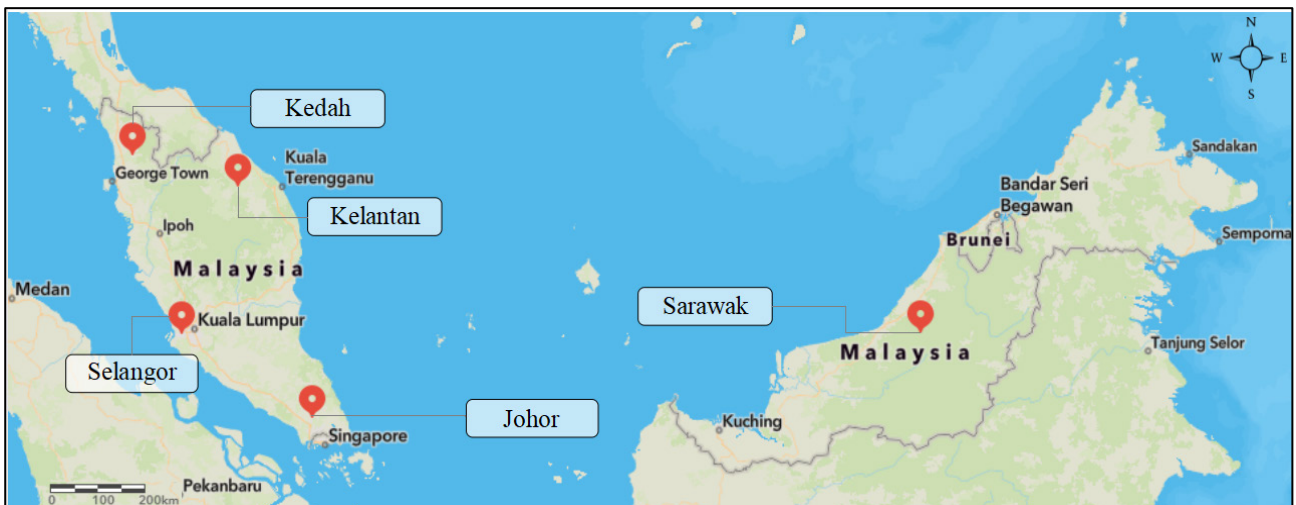 N
W E
S
Kedah
George Town
Kuala
Terengganu
Kelantan
Ipoh
Malaysia
Medan
Kuala Lumpur
Selangor
Johor
Singapore
Pekanbaru
0 100 200km
Sandakan
Bandar Seri
Begawan
Brunei
Semporna
Sarawak
Malaysia
Tanjung Selor
Kuching